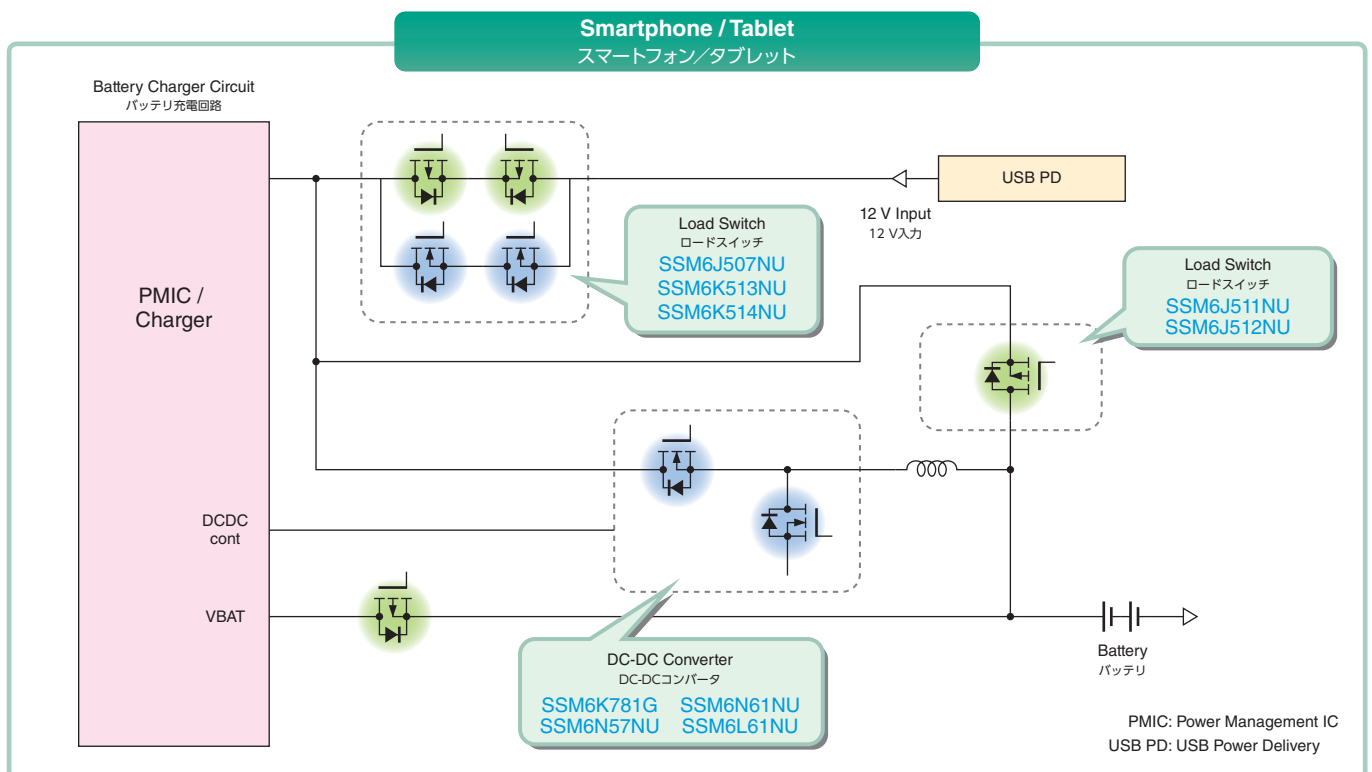 Smartphone / Tablet
スマートフォン／タブレット
Battery Charger Circuit
バッテリ充電回路
USB PD
12 V Input
12 V入力
Load Switch
ロードスイッチ
SSM6J507NU
SSM6K513NU
SSM6K514NU
Load Switch
ロードスイッチ
SSM6J511NU
SSM6J512NU
PMIC /
Charger
DCDC
cont
VBAT
Battery
バッテリ
DC-DC Converter
DC-DCコンバータ
SSM6K781G SSM6N61NU
SSM6N57NU SSM6L61NU
PMIC: Power Management IC
USB PD: USB Power Delivery